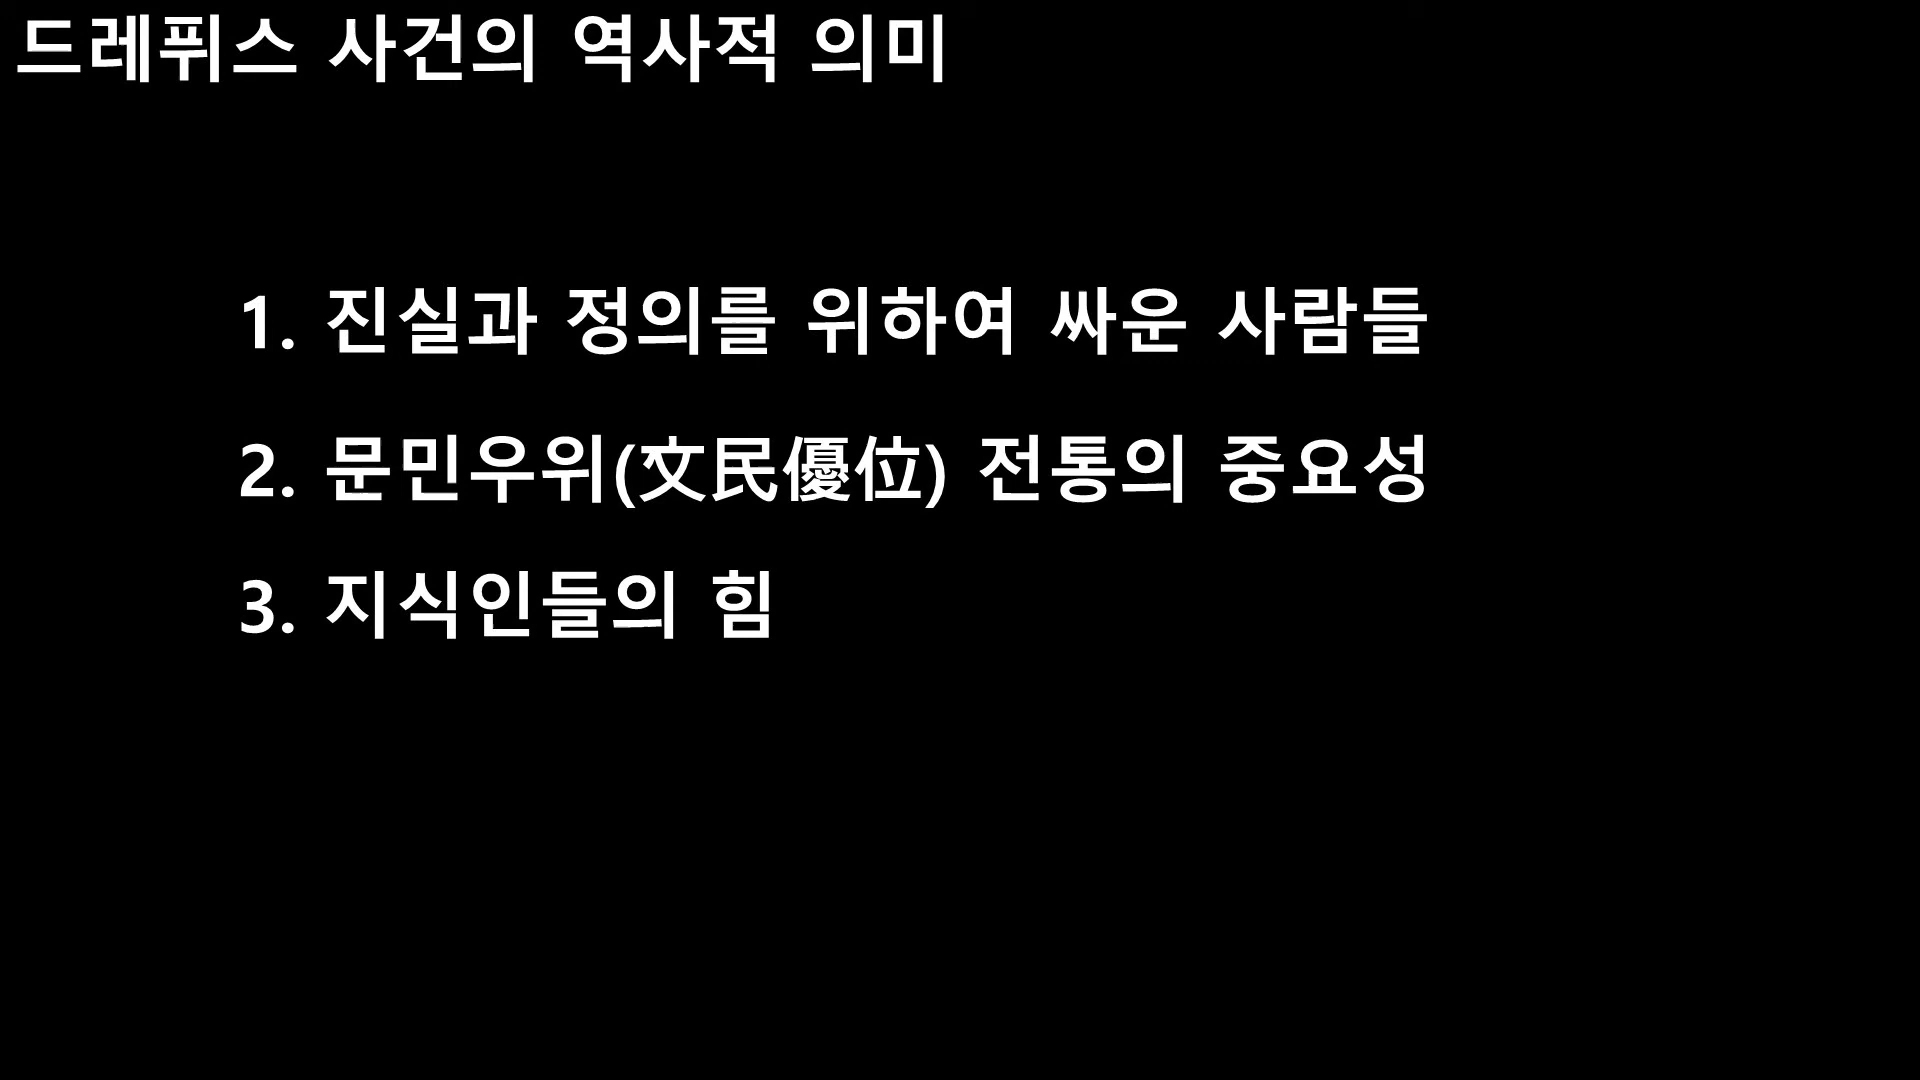 드레퓌스 사건의 역사적 의미
1. 진실과 정의를 위하여 싸운 사람들
2. 문민우위(文民優位) 전통의 중요성
3. 지식인들의 힘